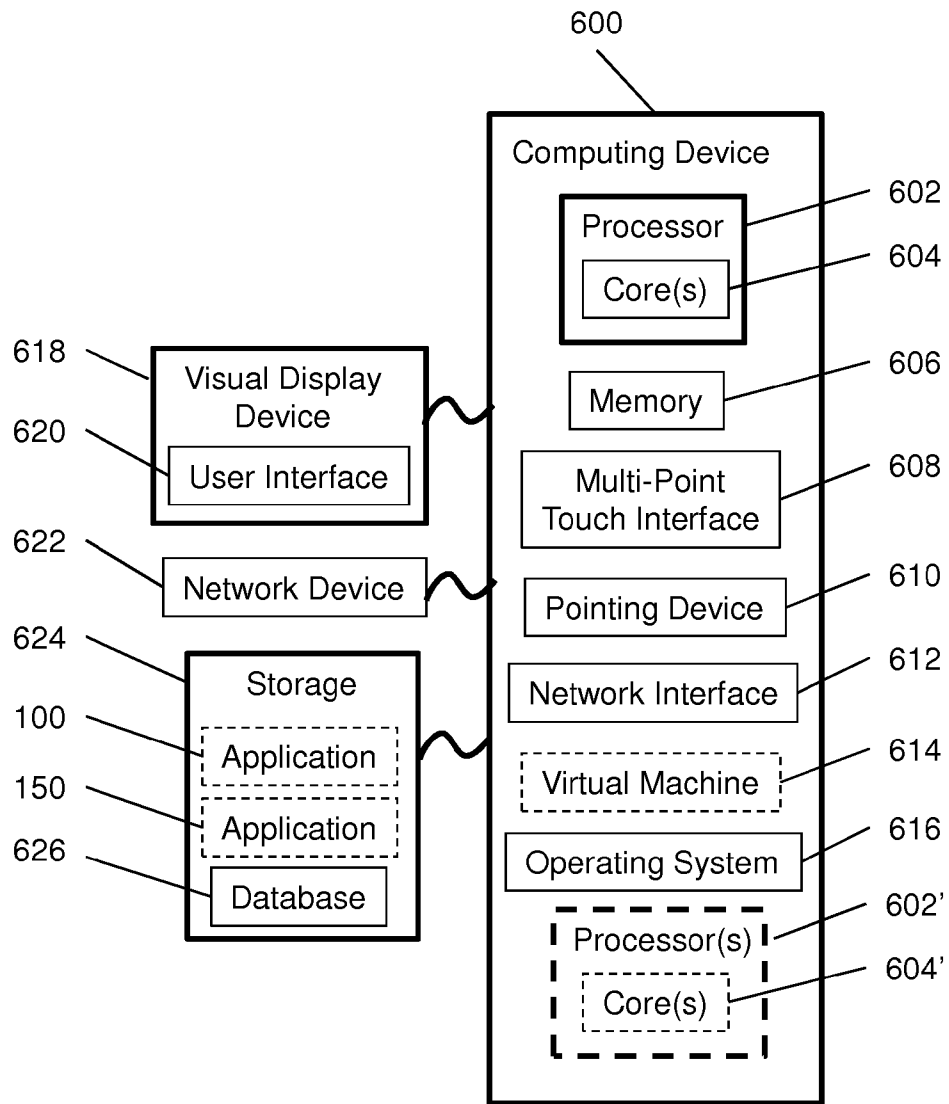 600
Computing Device
602
Processor
604
Core(s)
618
Visual Display
Device
606
Memory
620
User Interface
608
Multi-Point
Touch Interface
622
Network Device
610
Pointing Device
624
Storage
612
Network Interface
100
Application
614
Virtual Machine
150
Application
616
Operating System
626
Database
602'
Processor(s)
604'
Core(s)